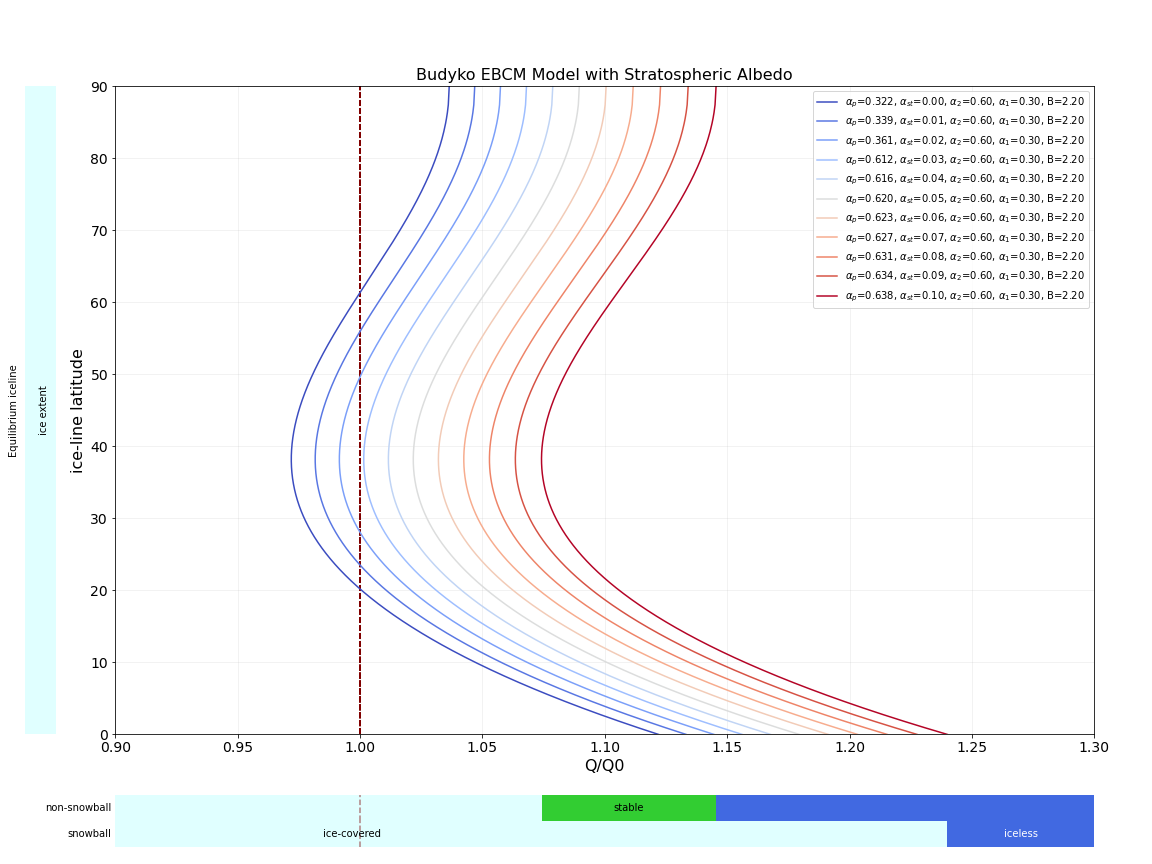 Budyko EBCM Model with Stratospheric Albedo
90
80
70
60
50
40
30
20
10
0
Equilibrium iceline
ice extent
ice-line latitude
αp=0.322, αst=0.00, α2=0.60, α1=0.30, B=2.20
αp=0.339, αst=0.01, α2=0.60, α1=0.30, B=2.20
αp=0.361, αst=0.02, α2=0.60, α1=0.30, B=2.20
αp=0.612, αst=0.03, α2=0.60, α1=0.30, B=2.20
αp=0.616, αst=0.04, α2=0.60, α1=0.30, B=2.20
αp=0.620, αst=0.05, α2=0.60, α1=0.30, B=2.20
αp=0.623, αst=0.06, α2=0.60, α1=0.30, B=2.20
αp=0.627, αst=0.07, α2=0.60, α1=0.30, B=2.20
αp=0.631, αst=0.08, α2=0.60, α1=0.30, B=2.20
αp=0.634, αst=0.09, α2=0.60, α1=0.30, B=2.20
αp=0.638, αst=0.10, α2=0.60, α1=0.30, B=2.20
0.90 0.95 1.00 1.05 1.10 1.15 1.20 1.25 1.30
Q/Q0
non-snowball stable
snowball ice-covered iceless